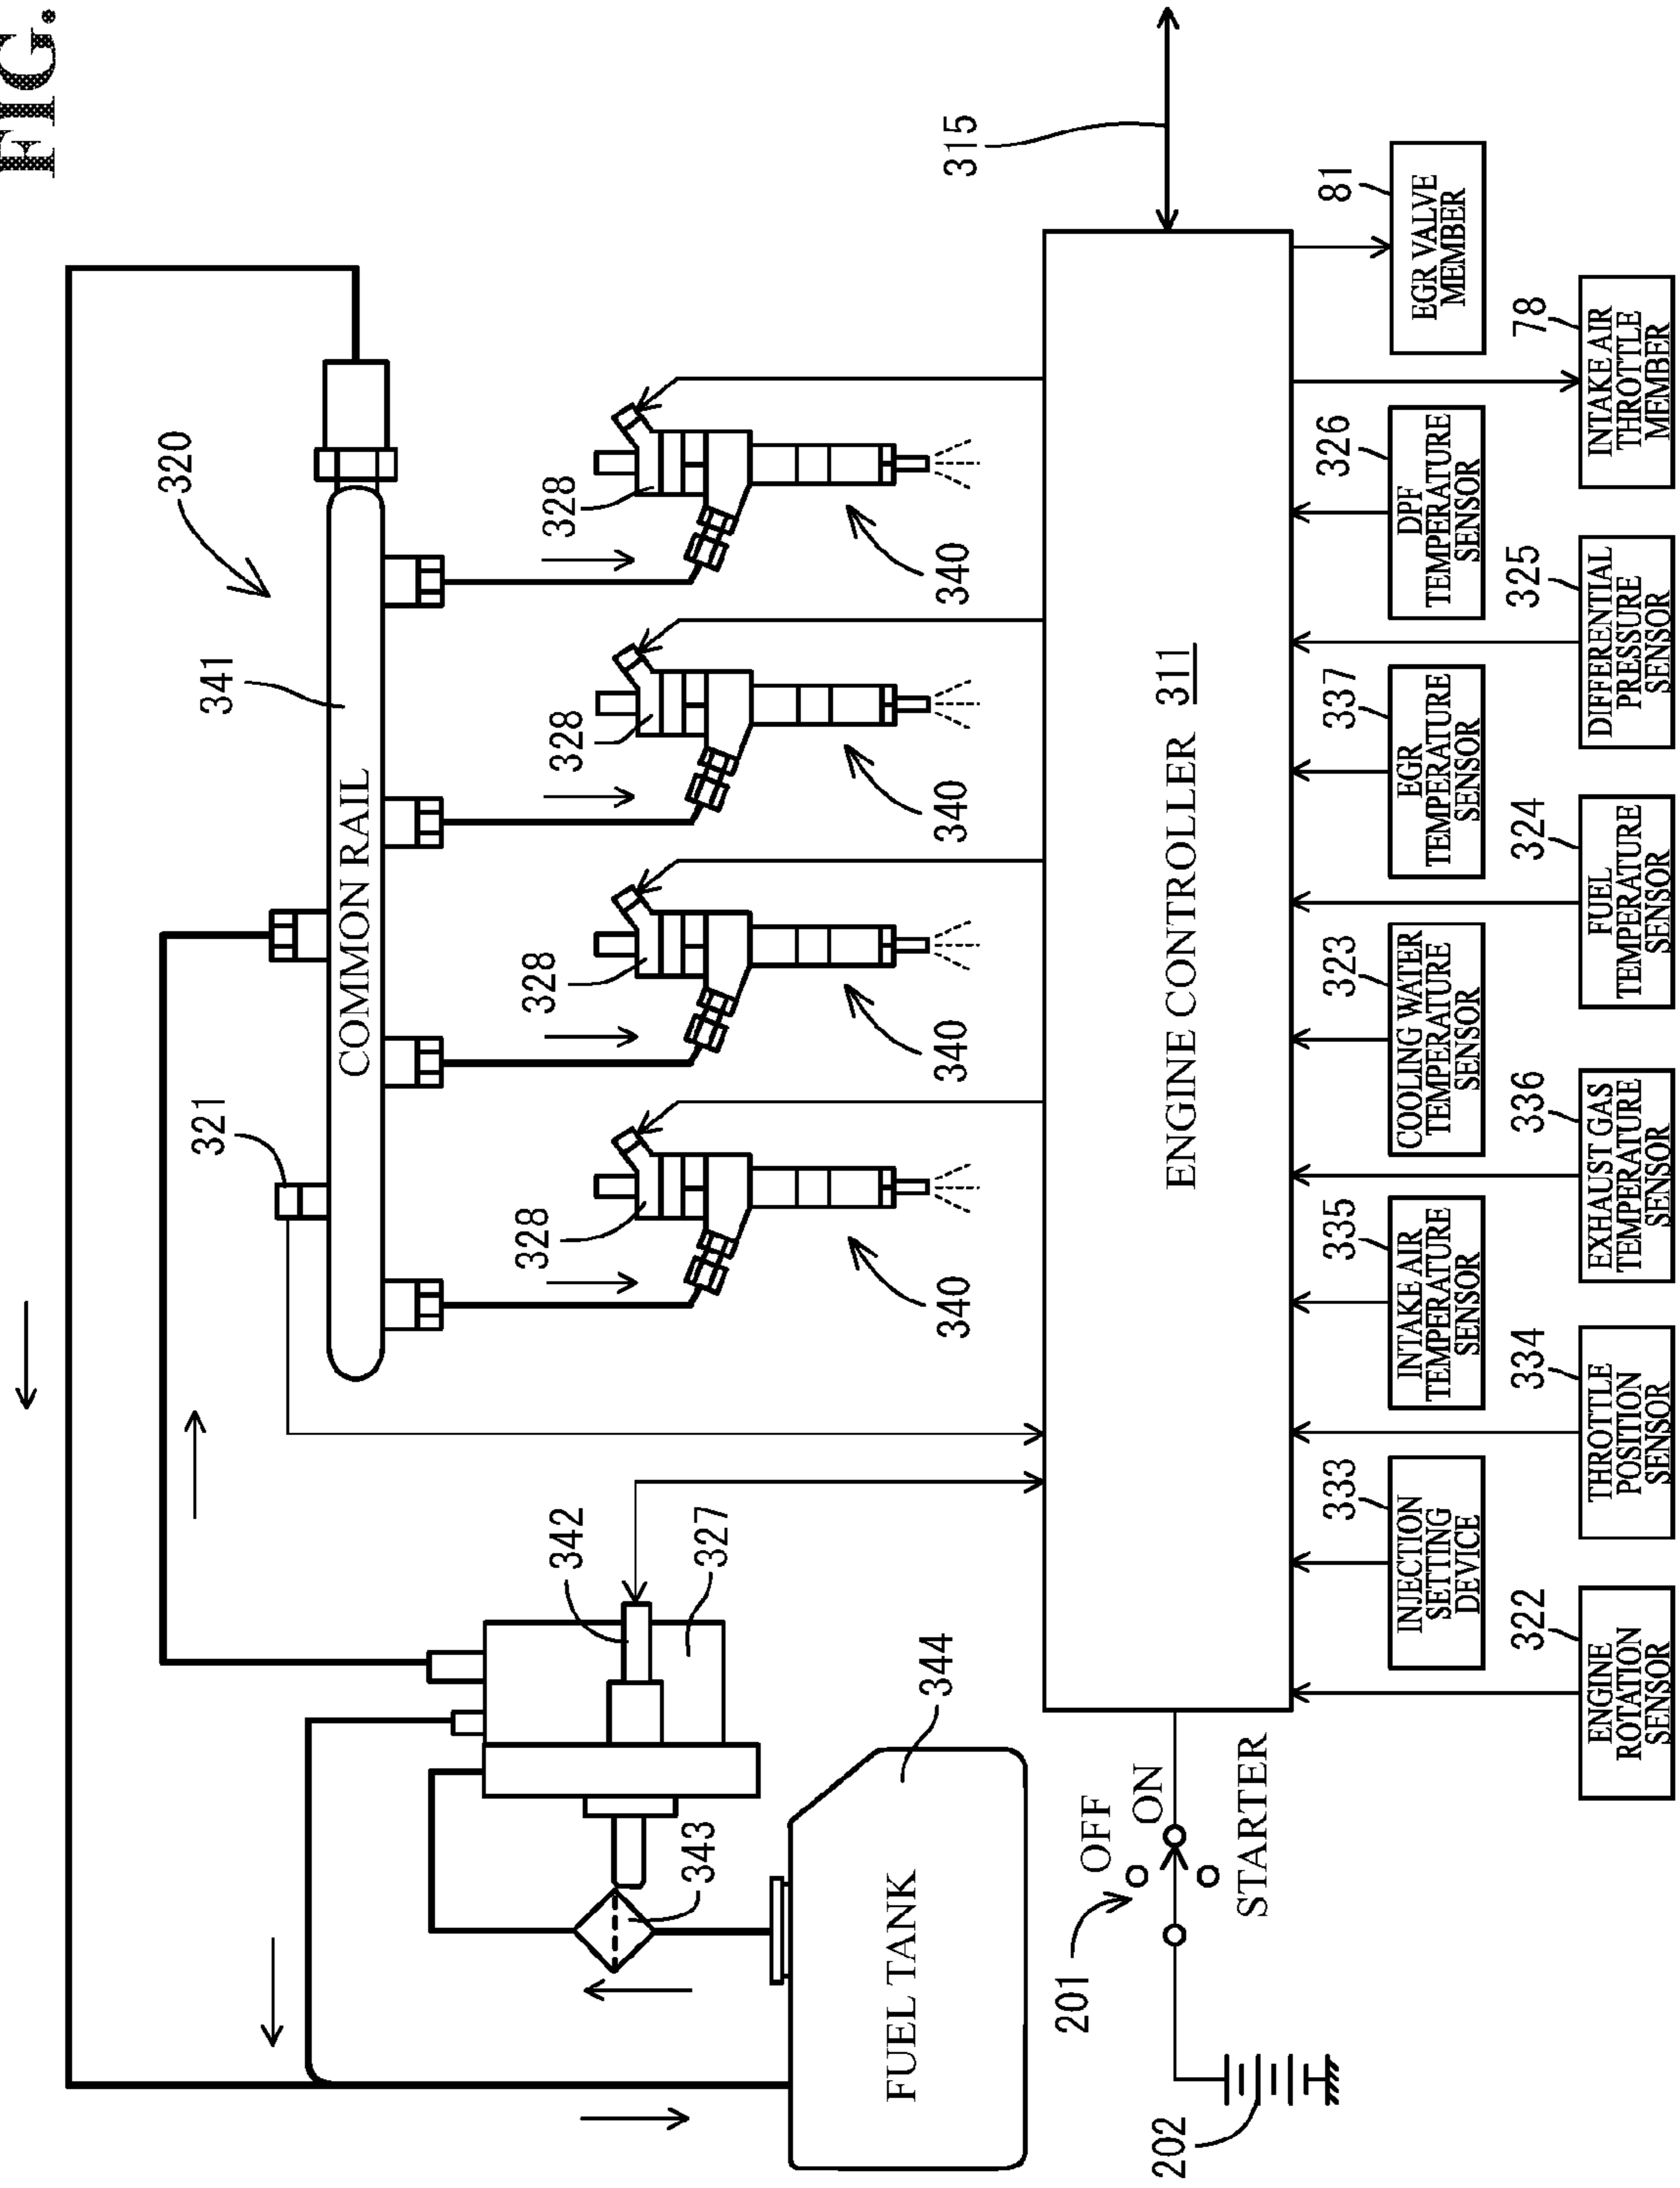 FIG.
320
341
321
COMMON RAIL
328
328
328
328
340
340
340
340
342
327
343
344
FUEL TANK
315
ENGINE CONTROLLER 311
201
OFF
ON
STARTER
202
81
EGR VALVE
MEMBER
78
INTAKE AIR
THROTTLE
MEMBER
326
DPF
TEMPERATURE
SENSOR
325
DIFFERENTIAL
PRESSURE
SENSOR
337
EGR
TEMPERATURE
SENSOR
324
FUEL
TEMPERATURE
SENSOR
323
COOLING WATER
TEMPERATURE
SENSOR
336
EXHAUST GAS
TEMPERATURE
SENSOR
335
INTAKE AIR
TEMPERATURE
SENSOR
334
THROTTLE
POSITION
SENSOR
333
INJECTION
SETTING
DEVICE
322
ENGINE
ROTATION
SENSOR